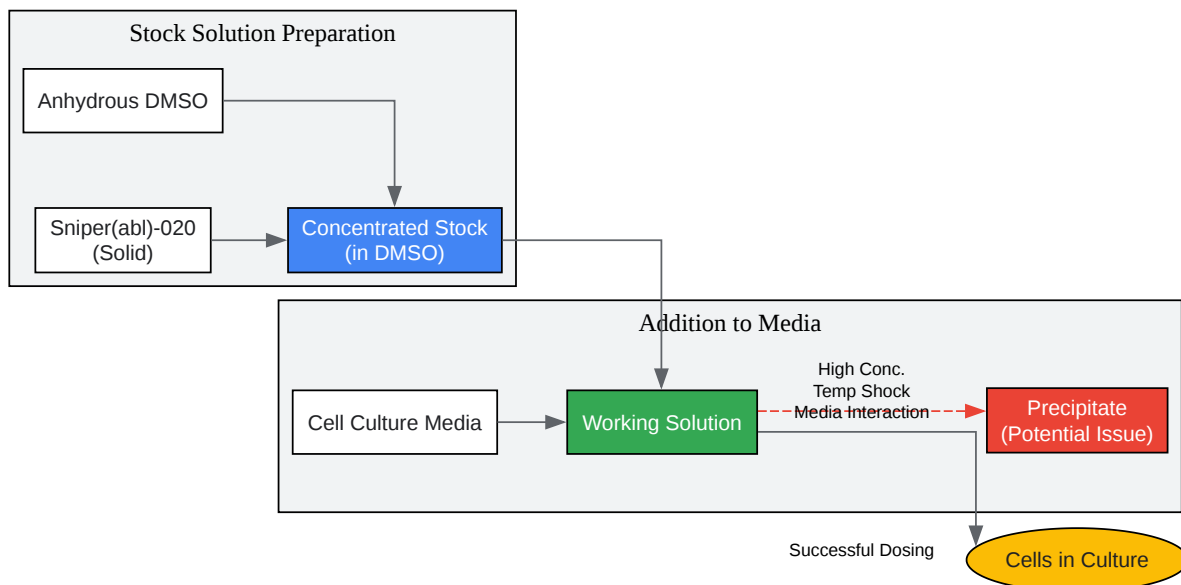 Stock Solution Preparation
Anhydrous DMSO
Sniper(abl)-020
(Solid)
Concentrated Stock
(in DMSO)
Addition to Media
Cell Culture Media
Working Solution
High Conc.
Temp Shock
Media Interaction
Precipitate
(Potential Issue)
Successful Dosing
Cells in Culture